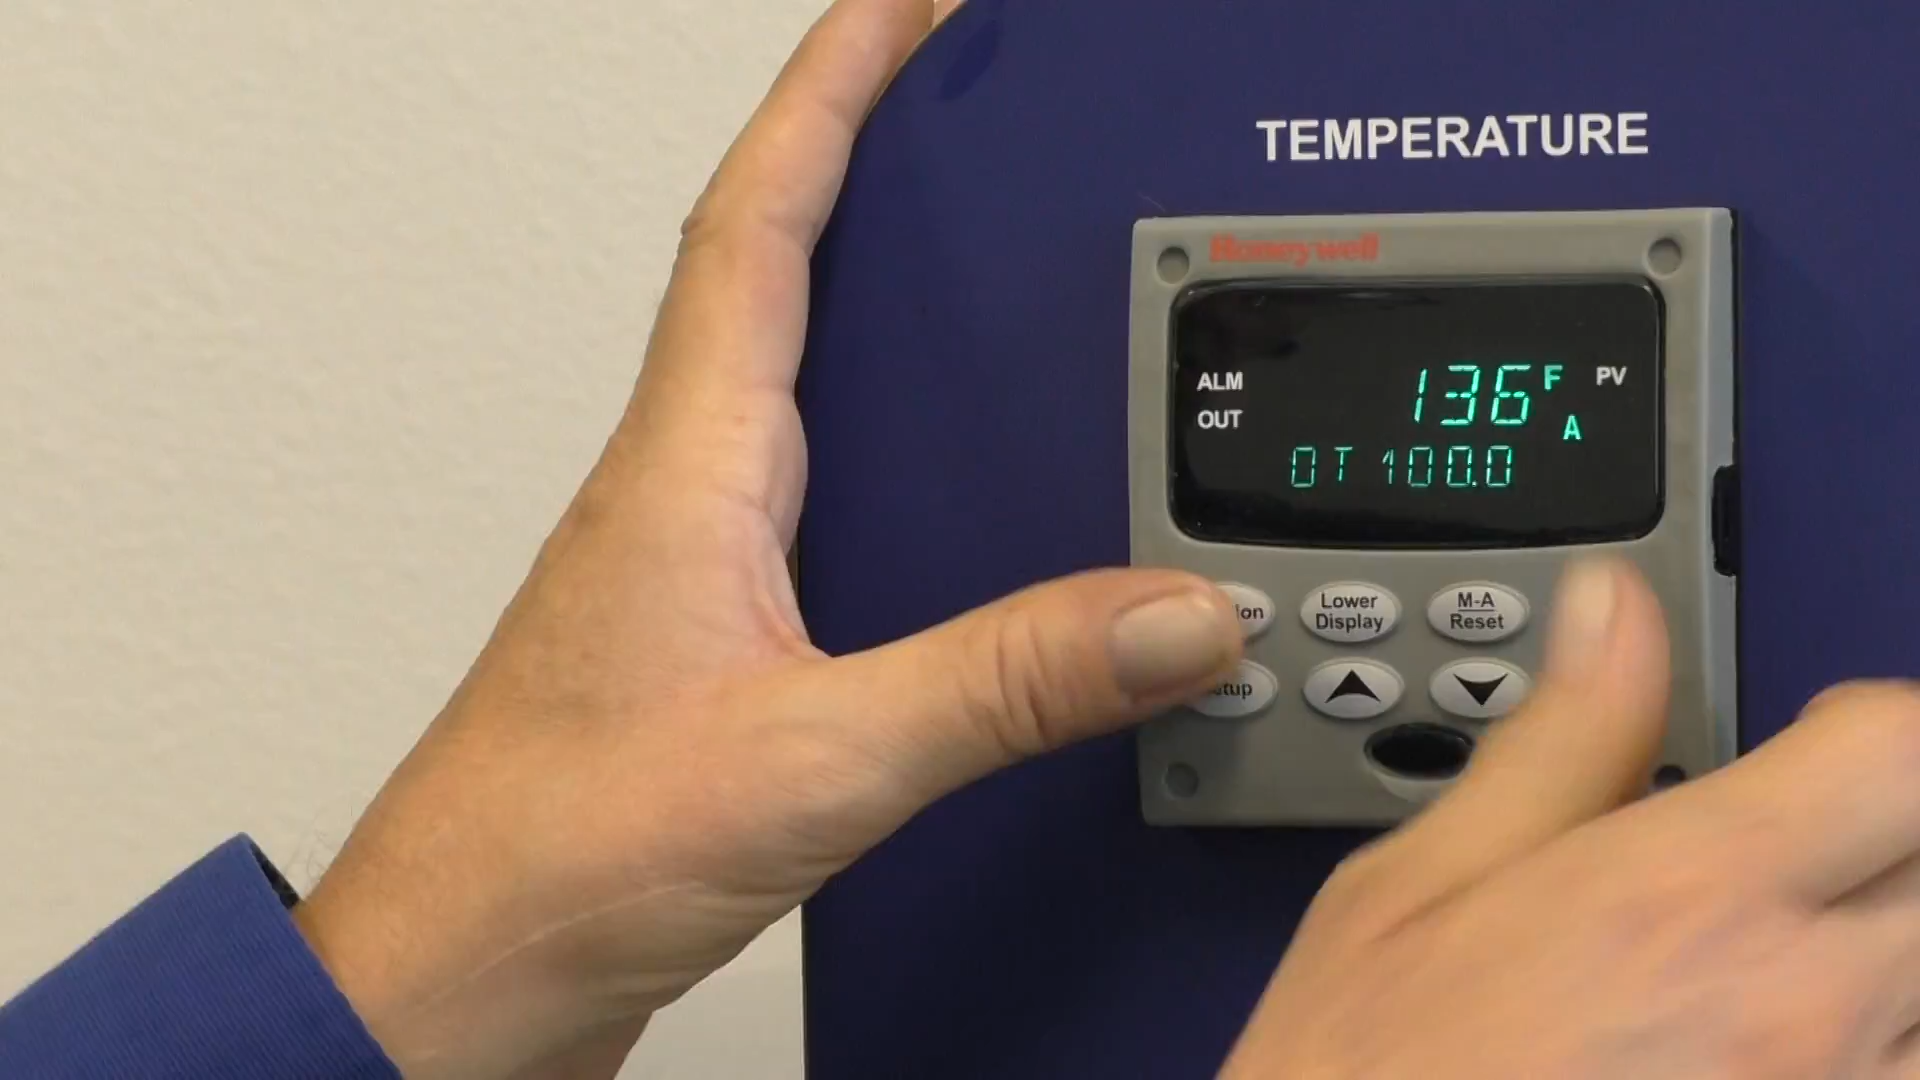 TEMPERATURE
Honeywell
ALM 136 F PV
OUT A
OT 100.0
Lower Display
M-A Reset